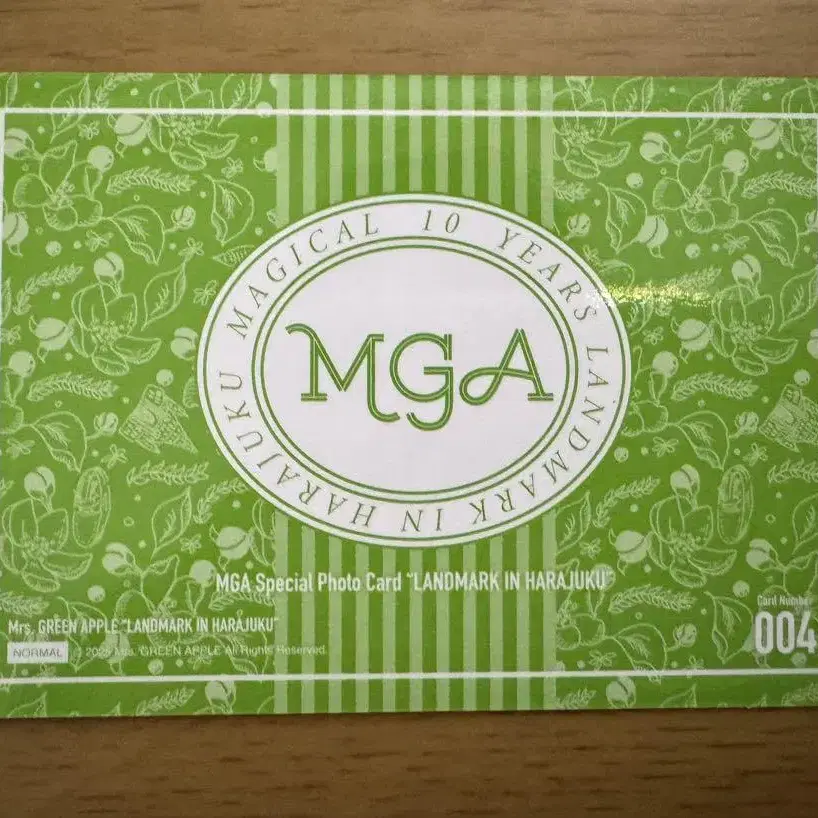 MAGICAL 10 YEARS
LANDMARK IN HARAJUKU
MGA
MGA Special Photo Card "LANDMARK IN HARAJUKU"
Mrs. GREEN APPLE "LANDMARK IN HARAJUKU"
NORMAL
© 2025 Mrs. GREEN APPLE All Rights Reserved.
Card Number
004